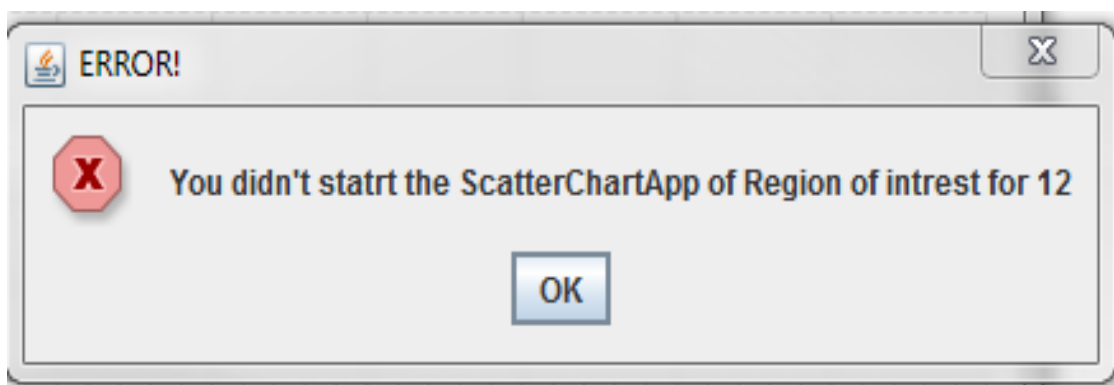 ERROR!
You didn't statrt the ScatterChartApp of Region of intrest for 12
OK